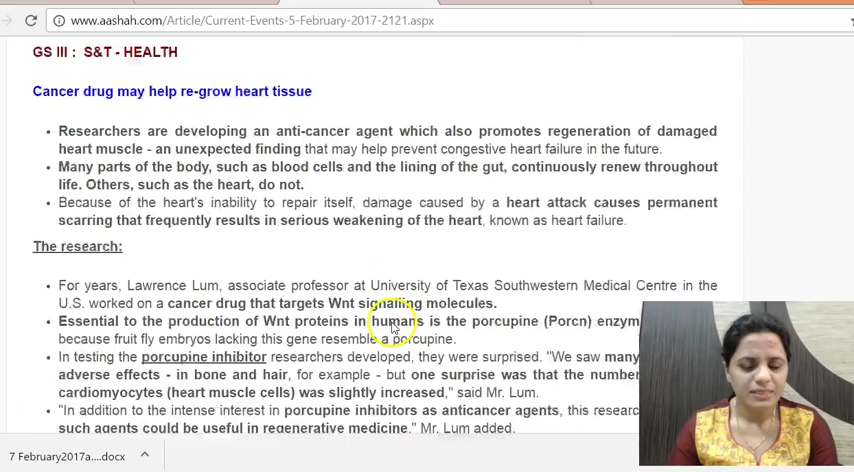 www.aashah.com/Article/Current-Events-5-February-2017-2121.aspx
GS III : S&T - HEALTH
Cancer drug may help re-grow heart tissue
• Researchers are developing an anti-cancer agent which also promotes regeneration of damaged
heart muscle - an unexpected finding that may help prevent congestive heart failure in the future.
• Many parts of the body, such as blood cells and the lining of the gut, continuously renew throughout
life. Others, such as the heart, do not.
• Because of the heart's inability to repair itself, damage caused by a heart attack causes permanent
scarring that frequently results in serious weakening of the heart, known as heart failure.
The research:
• For years, Lawrence Lum, associate professor at University of Texas Southwestern Medical Centre in the
U.S. worked on a cancer drug that targets Wnt signalling molecules.
• Essential to the production of Wnt proteins in humans is the porcupine (Porcn) enzym
because fruit fly embryos lacking this gene resemble a porcupine.
• In testing the porcupine inhibitor researchers developed, they were surprised. "We saw many
adverse effects - in bone and hair, for example - but one surprise was that the number
cardiomyocytes (heart muscle cells) was slightly increased," said Mr. Lum.
• "In addition to the intense interest in porcupine inhibitors as anticancer agents, this resear
such agents could be useful in regenerative medicine," Mr. Lum added.
7 February2017a....docx